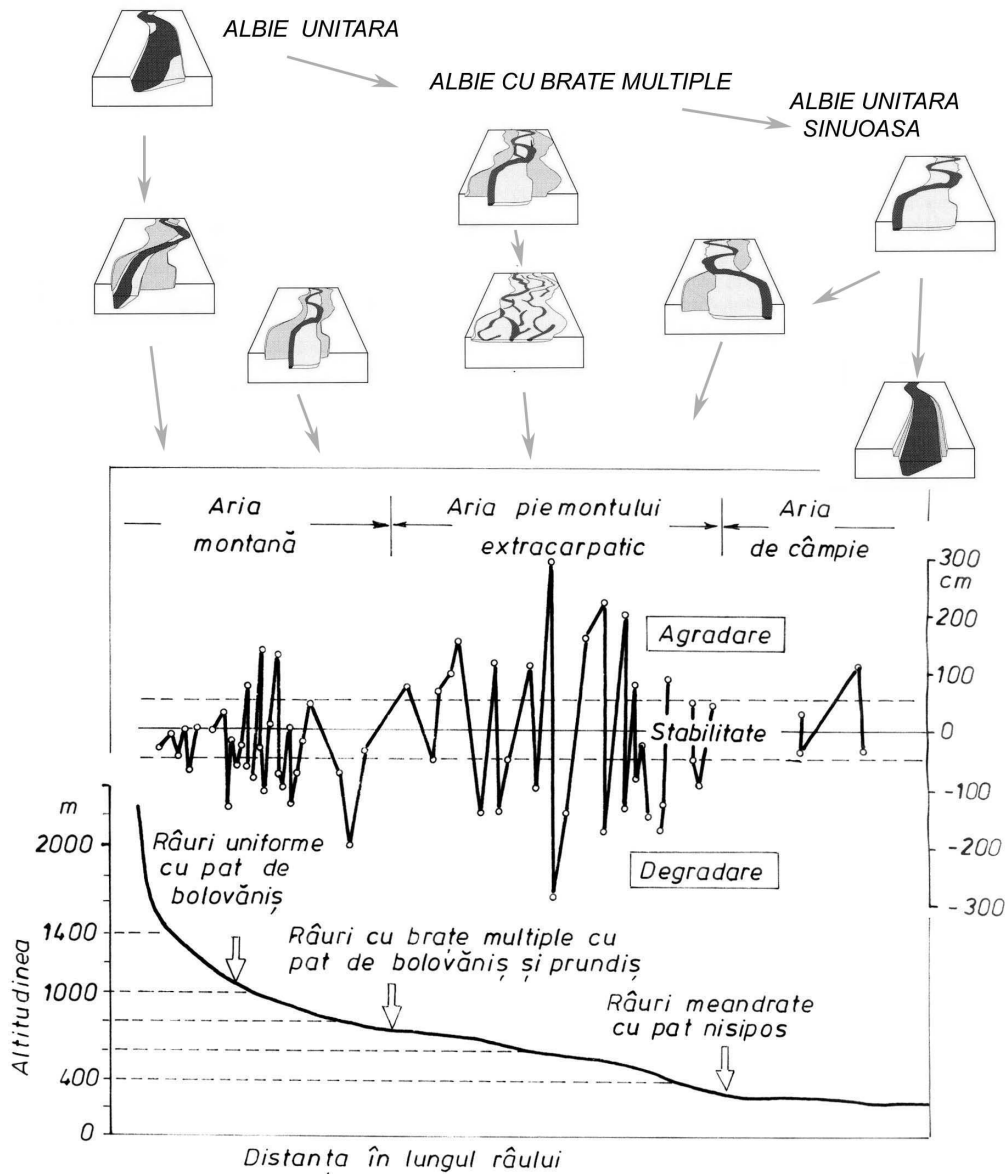 ALBIE UNITARA
ALBIE CU BRATE MULTIPLE
ALBIE UNITARA
SINUOASA
Aria
montană
Aria piemontului
extracarpatic
Aria
de câmpie
300
cm
200
100
0
-100
-200
-300
Agradare
Stabilitate
Degradare
m
2000
1400
1000
400
0
Altitudinea
Râuri uniforme
cu pat de
bolovăniș
Râuri cu brațe multiple cu
pat de bolovăniș și prundiș
Râuri meandrate
cu pat nisipos
Distanța în lungul râului